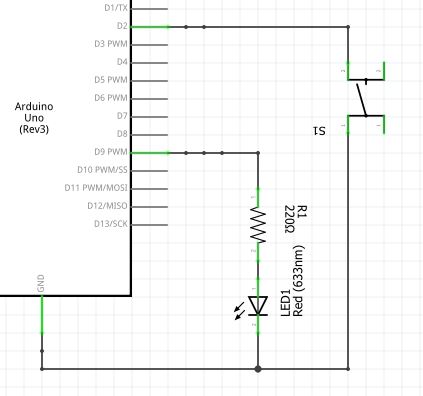 D1/TX
D2
D3 PWM
D4
D5 PWM
D6 PWM
D7
D8
D9 PWM
D10 PWM/SS
D11 PWM/MOSI
D12/MISO
D13/SCK
Arduino
Uno
(Rev3)
GND
S1
R1
220Ω
LED1
Red (633nm)